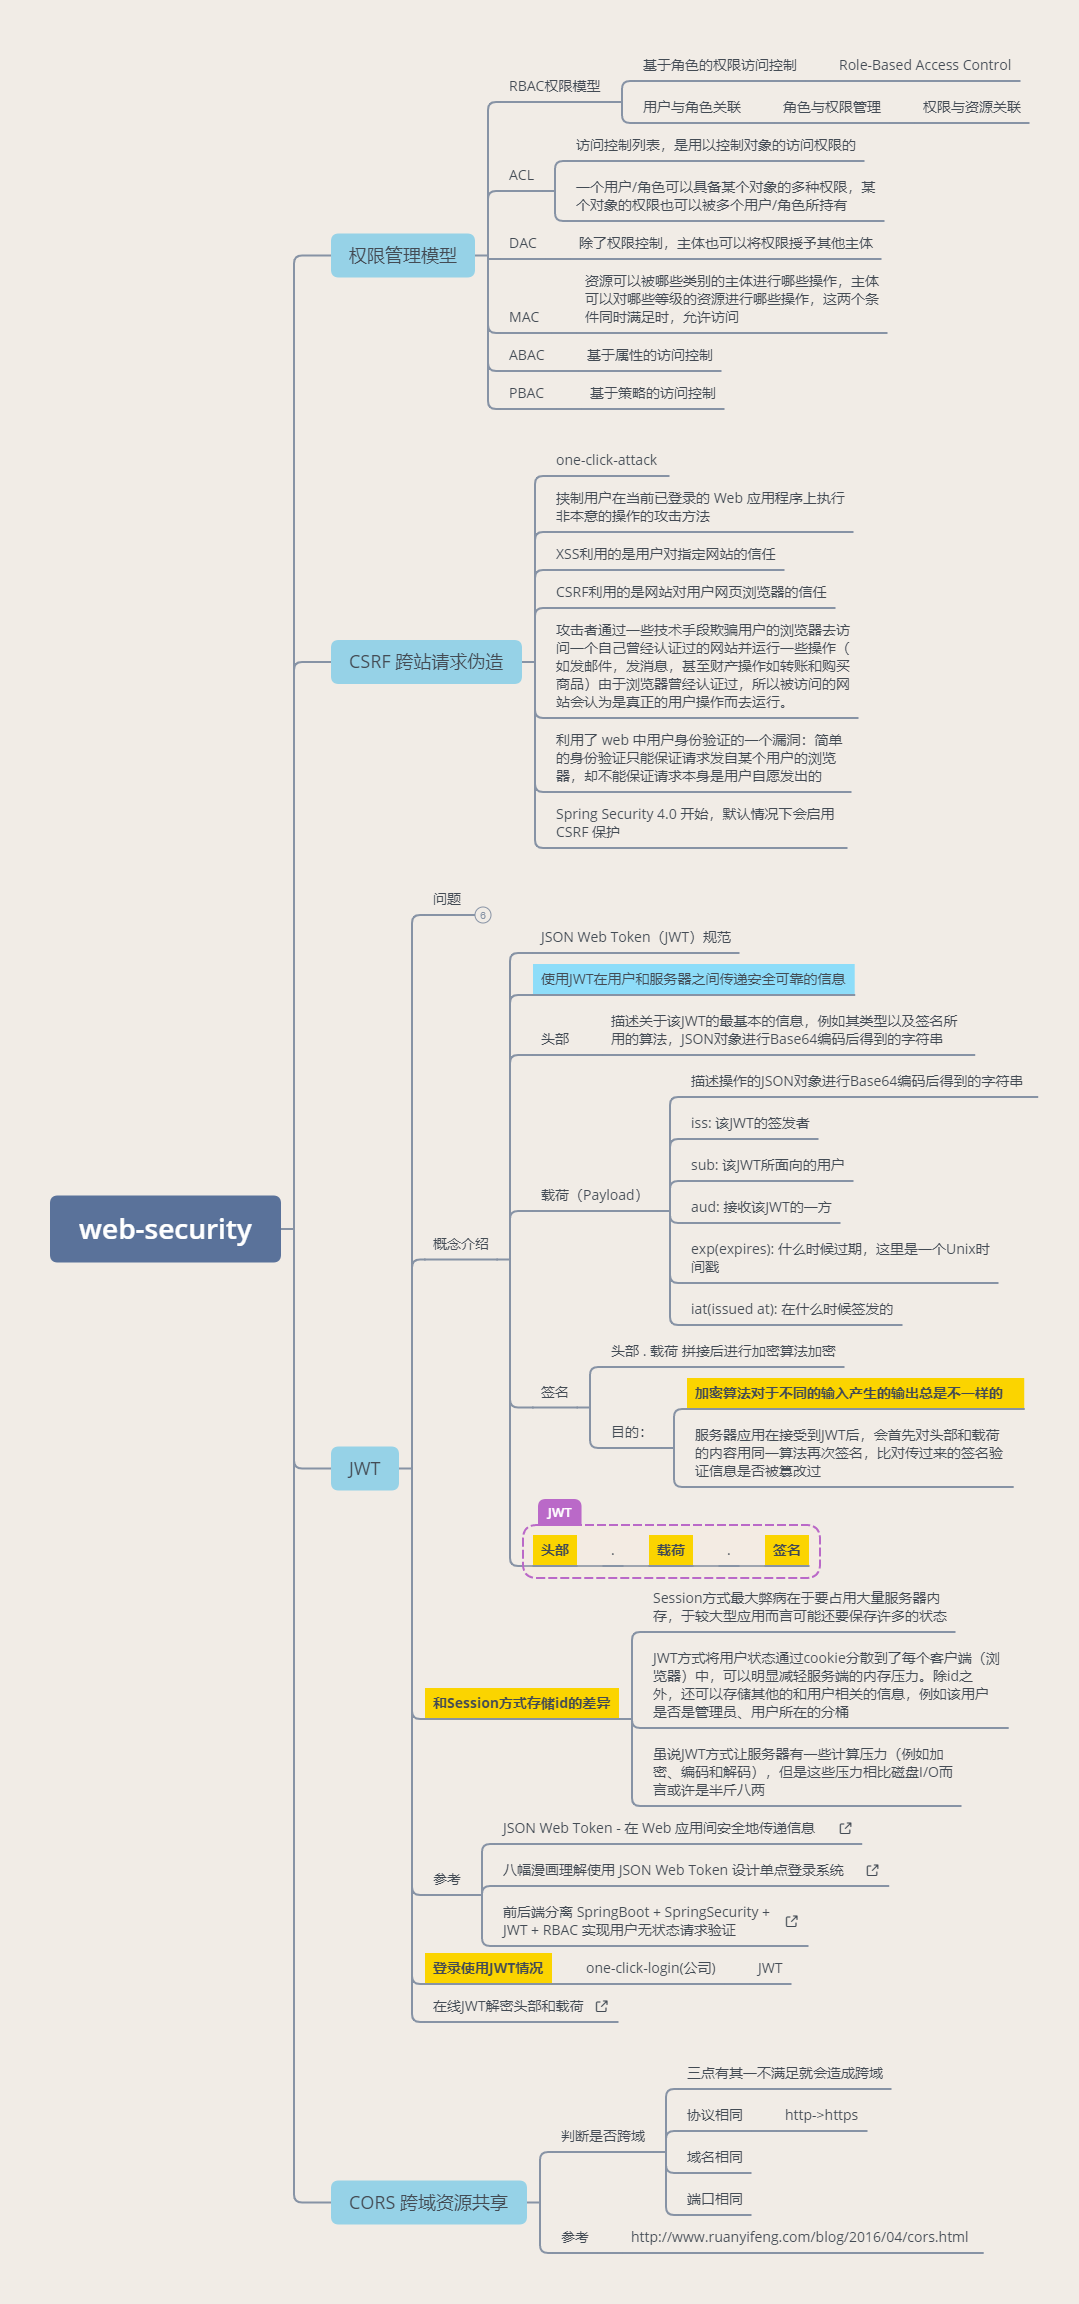 web-security
权限管理模型
RBAC权限模型
基于角色的权限访问控制 Role-Based Access Control
用户与角色关联 角色与权限管理 权限与资源关联
ACL
访问控制列表，是用以控制对象的访问权限的
一个用户/角色可以具备某个对象的多种权限，某
个对象的权限也可以被多个用户/角色所持有
DAC 除了权限控制，主体也可以将权限授予其他主体
MAC
资源可以被哪些类别的主体进行哪些操作，主体
可以对哪些等级的资源进行哪些操作，这两个条
件同时满足时，允许访问
ABAC 基于属性的访问控制
PBAC 基于策略的访问控制
CSRF 跨站请求伪造
one-click-attack
挟制用户在当前已登录的 Web 应用程序上执行
非本意的操作的攻击方法
XSS利用的是用户对指定网站的信任
CSRF利用的是网站对用户网页浏览器的信任
攻击者通过一些技术手段欺骗用户的浏览器去访
问一个自己曾经认证过的网站并运行一些操作（
如发邮件，发消息，甚至财产操作如转账和购买
商品）由于浏览器曾经认证过，所以被访问的网
站会认为是真正的用户操作而去运行。
利用了 web 中用户身份验证的一个漏洞：简单
的身份验证只能保证请求发自某个用户的浏览
器，却不能保证请求本身是用户自愿发出的
Spring Security 4.0 开始，默认情况下会启用
CSRF 保护
JWT
问题 6
概念介绍
JSON Web Token（JWT）规范
使用JWT在用户和服务器之间传递安全可靠的信息
头部
描述关于该JWT的最基本的信息，例如其类型以及签名所
用的算法，JSON对象进行Base64编码后得到的字符串
载荷（Payload）
描述操作的JSON对象进行Base64编码后得到的字符串
iss: 该JWT的签发者
sub: 该JWT所面向的用户
aud: 接收该JWT的一方
exp(expires): 什么时候过期，这里是一个Unix时
间戳
iat(issued at): 在什么时候签发的
签名
头部 . 载荷 拼接后进行加密算法加密
目的：
加密算法对于不同的输入产生的输出总是不一样的
服务器应用在接受到JWT后，会首先对头部和载荷
的内容用同一算法再次签名，比对传过来的签名验
证信息是否被篡改过
JWT
头部 . 载荷 . 签名
和Session方式存储id的差异
Session方式最大弊病在于要占用大量服务器内
存，于较大型应用而言可能还要保存许多的状态
JWT方式将用户状态通过cookie分散到了每个客户端（浏
览器）中，可以明显减轻服务端的内存压力。除id之
外，还可以存储其他的和用户相关的信息，例如该用户
是否是管理员、用户所在的分桶
虽说JWT方式让服务器有一些计算压力（例如加
密、编码和解码），但是这些压力相比磁盘I/O而
言或许是半斤八两
参考
JSON Web Token - 在 Web 应用间安全地传递信息
八幅漫画理解使用 JSON Web Token 设计单点登录系统
前后端分离 SpringBoot + SpringSecurity +
JWT + RBAC 实现用户无状态请求验证
登录使用JWT情况 one-click-login(公司) JWT
在线JWT解密头部和载荷
CORS 跨域资源共享
判断是否跨域
三点有其一不满足就会造成跨域
协议相同 http->https
域名相同
端口相同
参考 http://www.ruanyifeng.com/blog/2016/04/cors.html